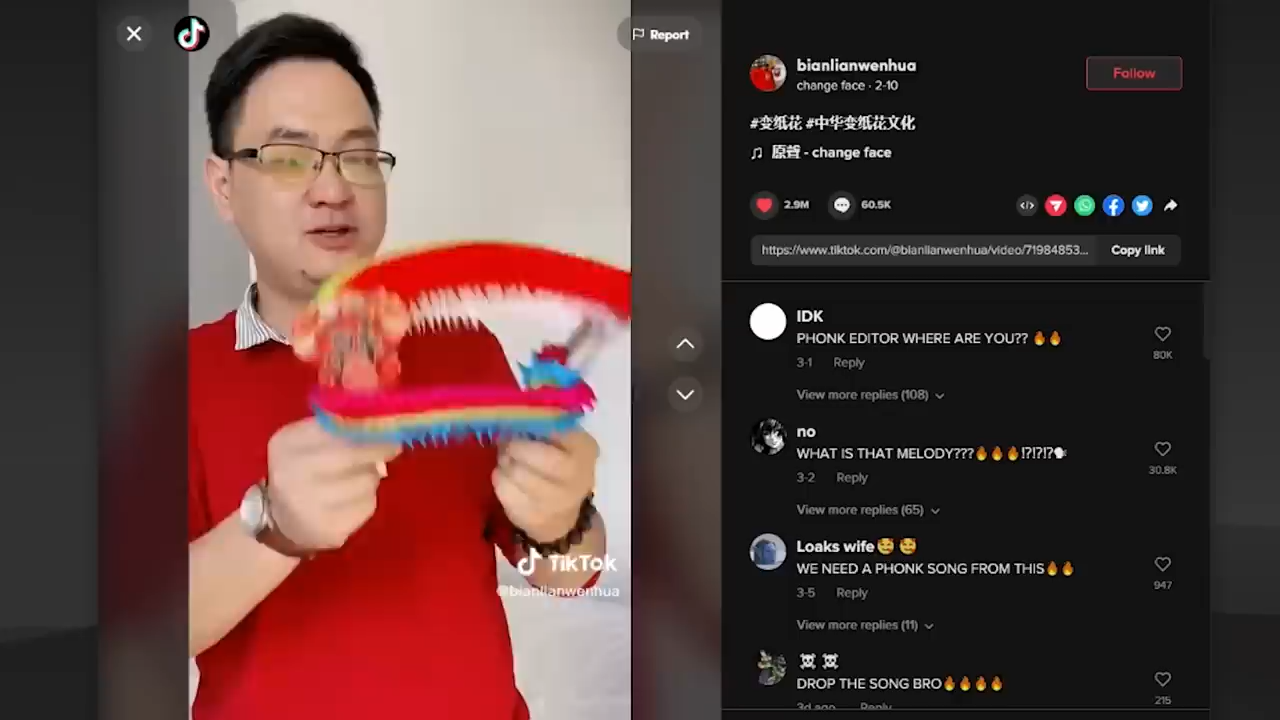 Report
TikTok
@bianlianwenhua
bianlianwenhua
change face · 2-10
Follow
#变纸花 #中华变纸花文化
原聲 - change face
2.9M
60.5K
https://www.tiktok.com/@bianlianwenhua/video/71984853...
Copy link
IDK
PHONK EDITOR WHERE ARE YOU?? 🔥🔥
80K
3-1 Reply
View more replies (108)
no
WHAT IS THAT MELODY???🔥🔥🔥!?!?!?🗣
30.8K
3-2 Reply
View more replies (65)
Loaks wife🥰 🥰
WE NEED A PHONK SONG FROM THIS🔥🔥
947
3-5 Reply
View more replies (11)
☠️ ☠️
DROP THE SONG BRO🔥🔥🔥🔥
215
3d ago Reply